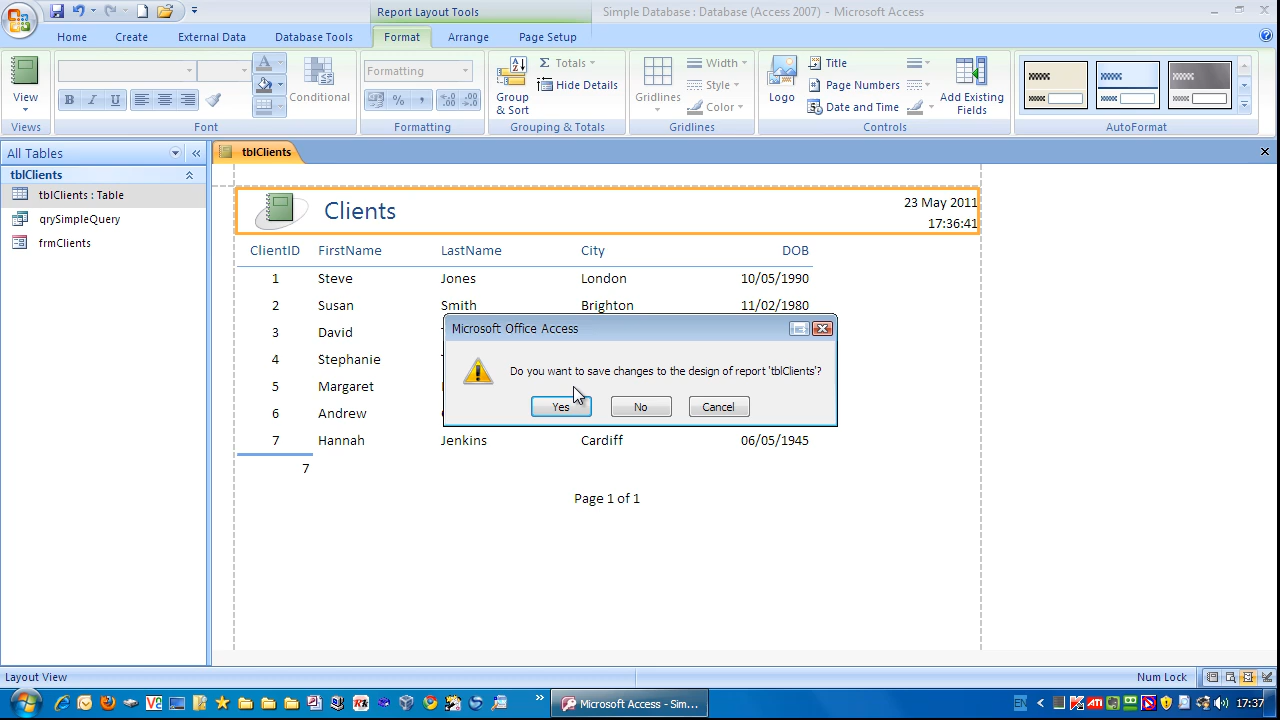 Report Layout Tools
Simple Database : Database (Access 2007) - Microsoft Access
Home Create External Data Database Tools Format Arrange Page Setup
View
Views
B I U
Conditional
Font
Formatting
%
Formatting
Group & Sort
Σ Totals
Hide Details
Grouping & Totals
Gridlines
Width
Style
Color
Gridlines
Logo
Title
Page Numbers
Date and Time
Add Existing Fields
Controls
AutoFormat
All Tables
tblClients
tblClients
tblClients : Table
qrySimpleQuery
frmClients
Clients
23 May 2011
17:36:41
ClientID FirstName LastName City DOB
1 Steve Jones London 10/05/1990
2 Susan Smith Brighton 11/02/1980
3 David
4 Stephanie
5 Margaret
6 Andrew
7 Hannah Jenkins Cardiff 06/05/1945
7
Page 1 of 1
Microsoft Office Access
Do you want to save changes to the design of report 'tblClients'?
Yes No Cancel
Layout View
Num Lock
Microsoft Access - Sim...
EN
17:37